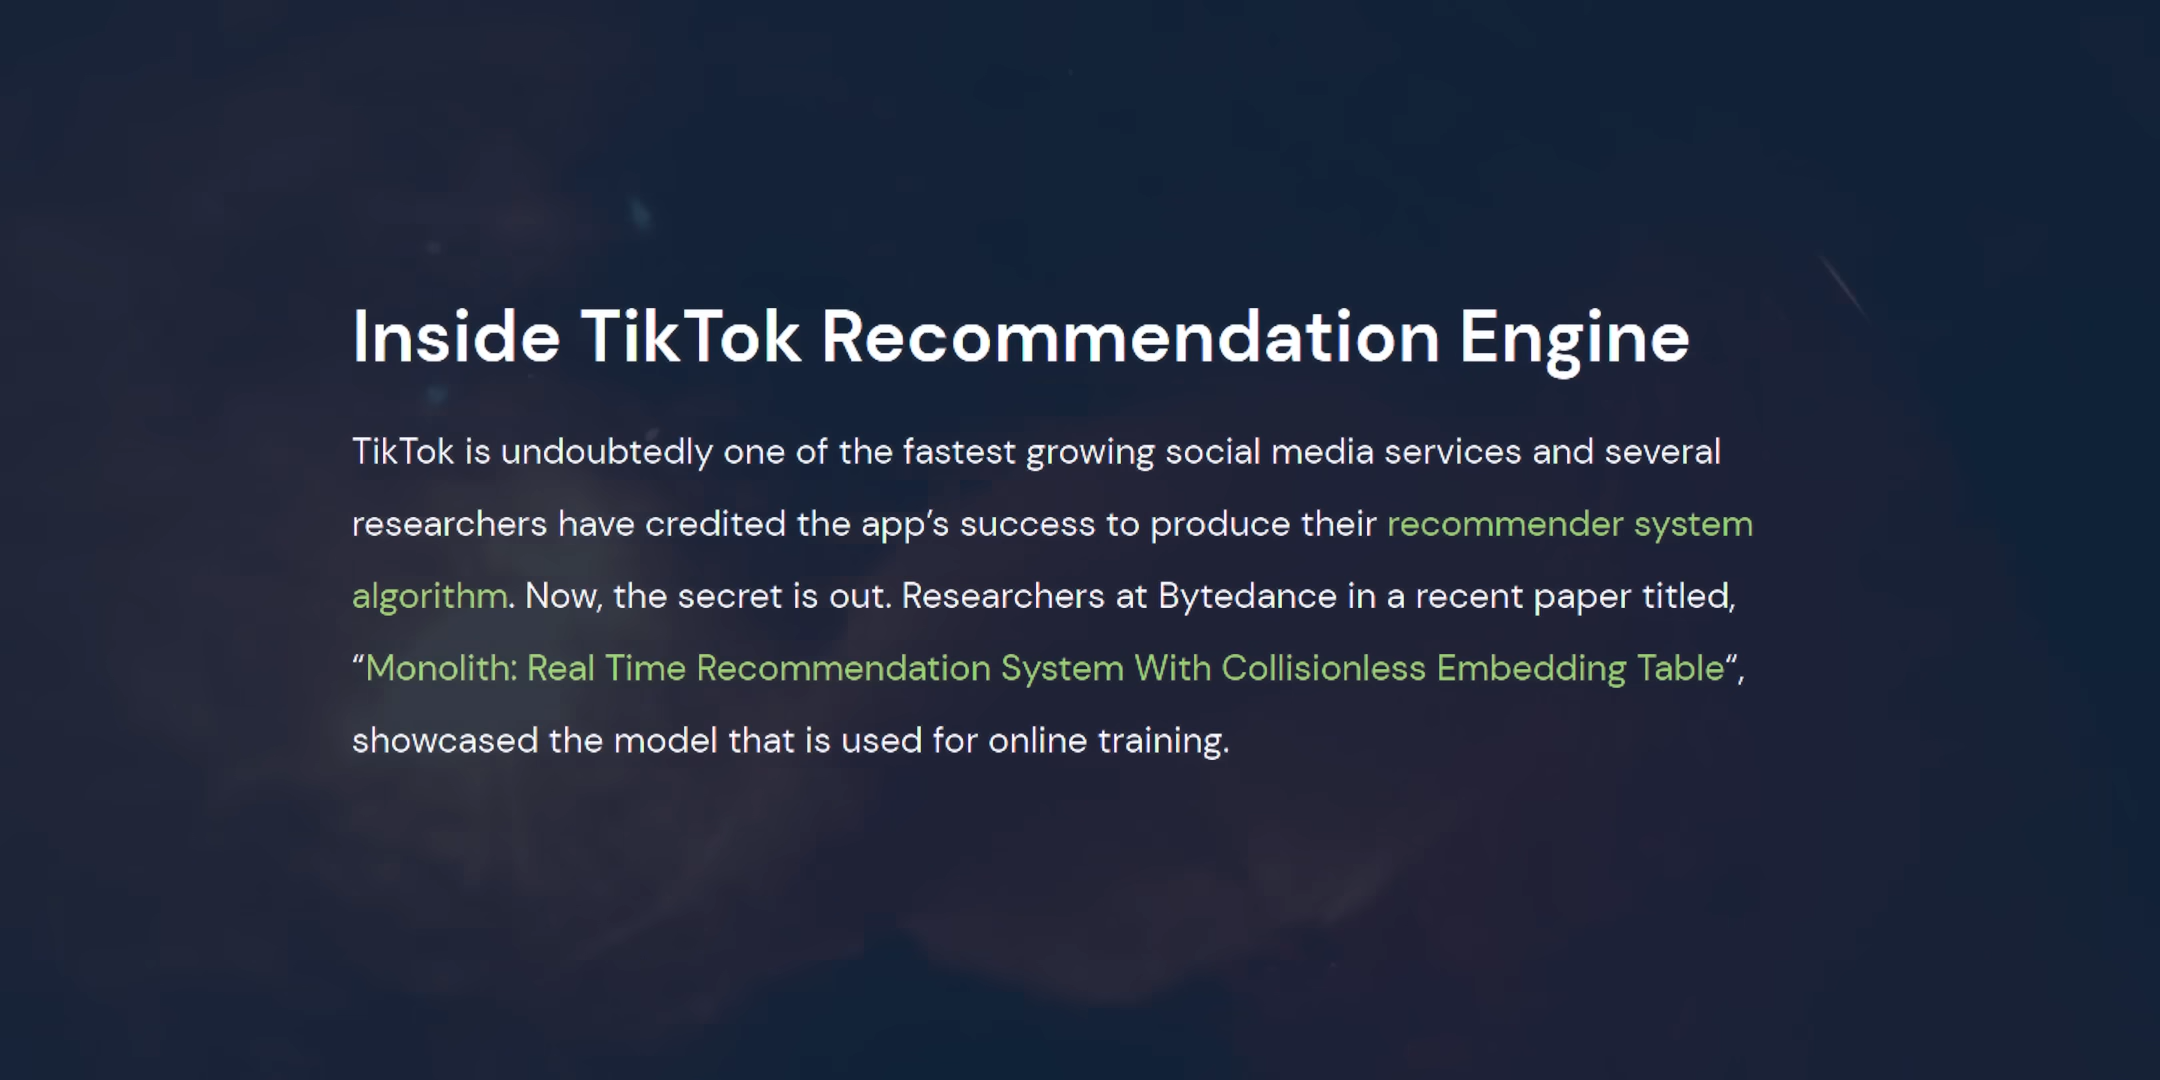 Inside TikTok Recommendation Engine
TikTok is undoubtedly one of the fastest growing social media services and several
researchers have credited the app’s success to produce their recommender system
algorithm. Now, the secret is out. Researchers at Bytedance in a recent paper titled,
“Monolith: Real Time Recommendation System With Collisionless Embedding Table“,
showcased the model that is used for online training.